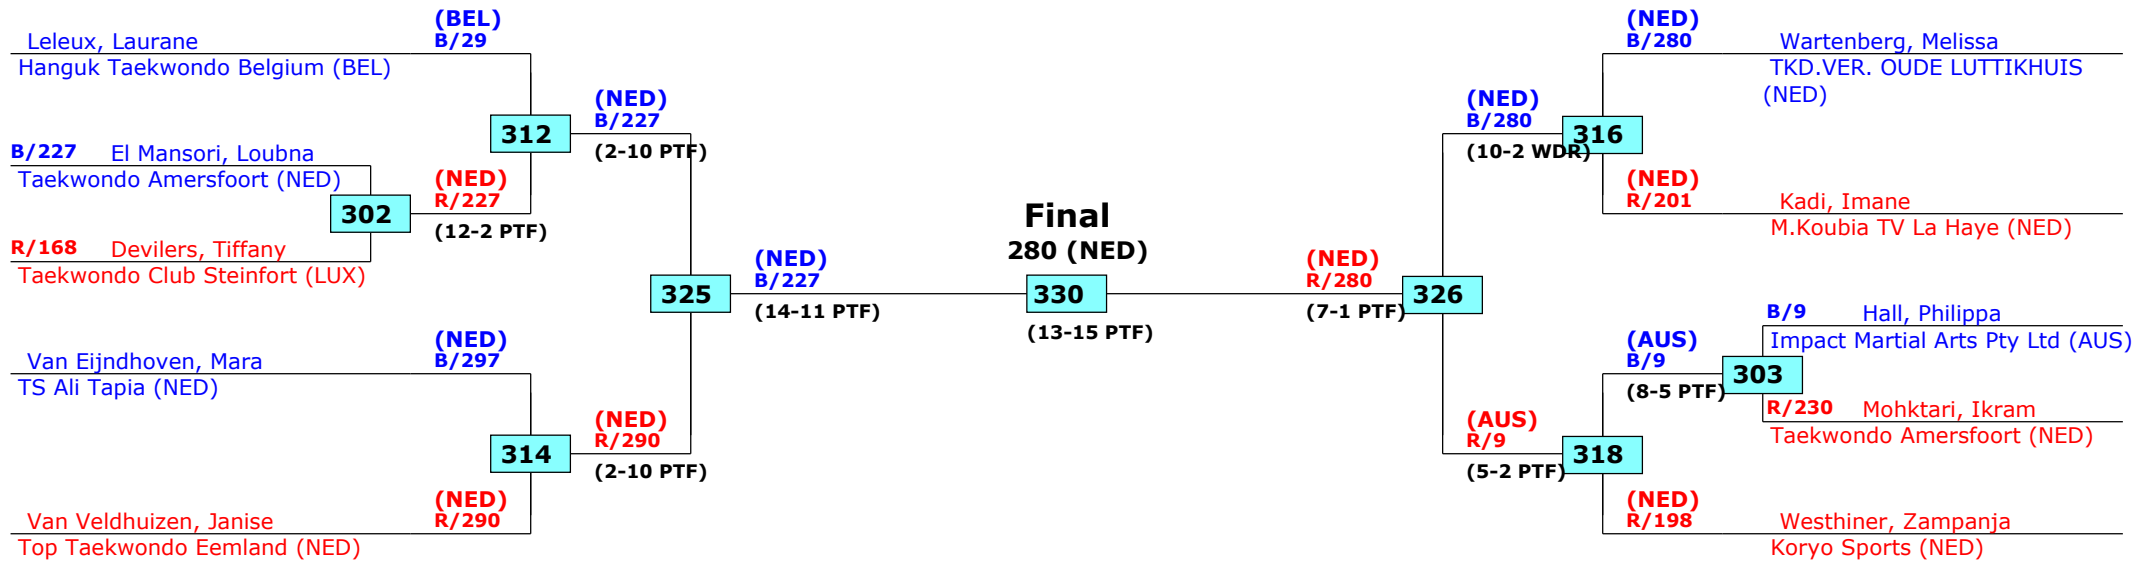 (BEL)
Leleux, Laurane B/29
Hanguk Taekwondo Belgium (BEL)
(NED)
B/227
312
(2-10 PTF)
B/227 El Mansori, Loubna
Taekwondo Amersfoort (NED)
(NED)
R/227
302
(12-2 PTF)
R/168 Devilers, Tiffany
Taekwondo Club Steinfort (LUX)
(NED)
B/227
325
(14-11 PTF)
(NED)
Van Eijndhoven, Mara B/297
TS Ali Tapia (NED)
(NED)
R/290
314
(2-10 PTF)
(NED)
Van Veldhuizen, Janise R/290
Top Taekwondo Eemland (NED)
Final
280 (NED)
330
(13-15 PTF)
(NED)
R/280
326
(7-1 PTF)
(NED)
B/280 Wartenberg, Melissa
TKD.VER. OUDE LUTTIKHUIS
(NED)
(NED)
B/280
316
(10-2 WDR)
(NED)
R/201 Kadi, Imane
M.Koubia TV La Haye (NED)
B/9 Hall, Philippa
Impact Martial Arts Pty Ltd (AUS)
(AUS)
B/9
303
(8-5 PTF)
R/230 Mohktari, Ikram
Taekwondo Amersfoort (NED)
(AUS)
R/9
318
(5-2 PTF)
(NED)
R/198 Westhiner, Zampanja
Koryo Sports (NED)